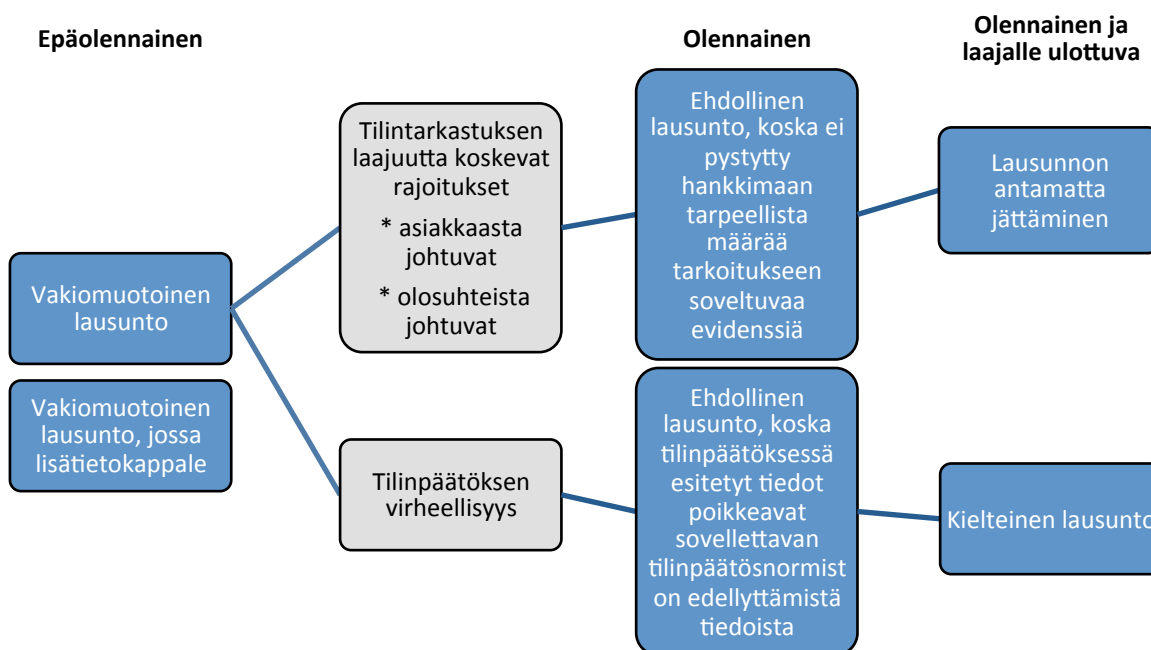 Epäolennainen
Olennainen
Olennainen ja
laajalle ulottuva
Vakiomuotoinen
lausunto
Vakiomuotoinen
lausunto, jossa
lisätietokappale
Tilintarkastuksen
laajuutta koskevat
rajoitukset
* asiakkaasta
johtuvat
* olosuhteista
johtuvat
Tilinpäätöksen
virheellisyys
Ehdollinen
lausunto, koska ei
pystytty
hankkimaan
tarpeellista
määrää
tarkoitukseen
soveltuvaa
evidenssiä
Ehdollinen
lausunto, koska
tilinpäätöksessä
esitetyt tiedot
poikkeavat
sovellettavan
tilinpäätösnormist
on edellyttämistä
tiedoista
Lausunnon
antamatta
jättäminen
Kielteinen lausunto